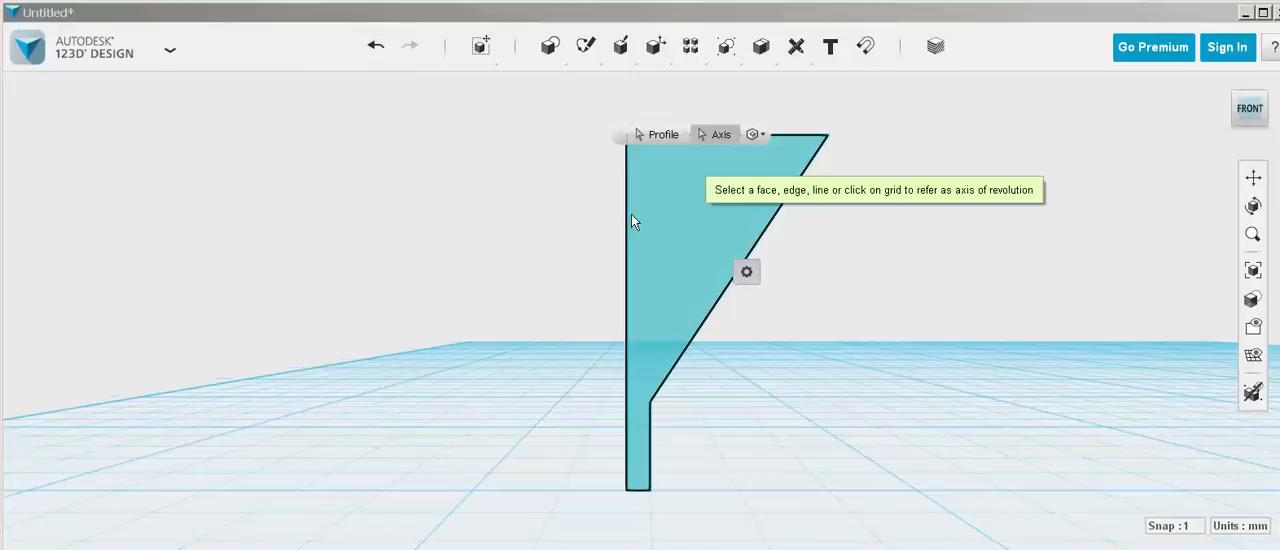 Untitled*
AUTODESK®
123D® DESIGN
Go Premium
Sign In
?
FRONT
Profile
Axis
Select a face, edge, line or click on grid to refer as axis of revolution
Snap : 1
Units : mm